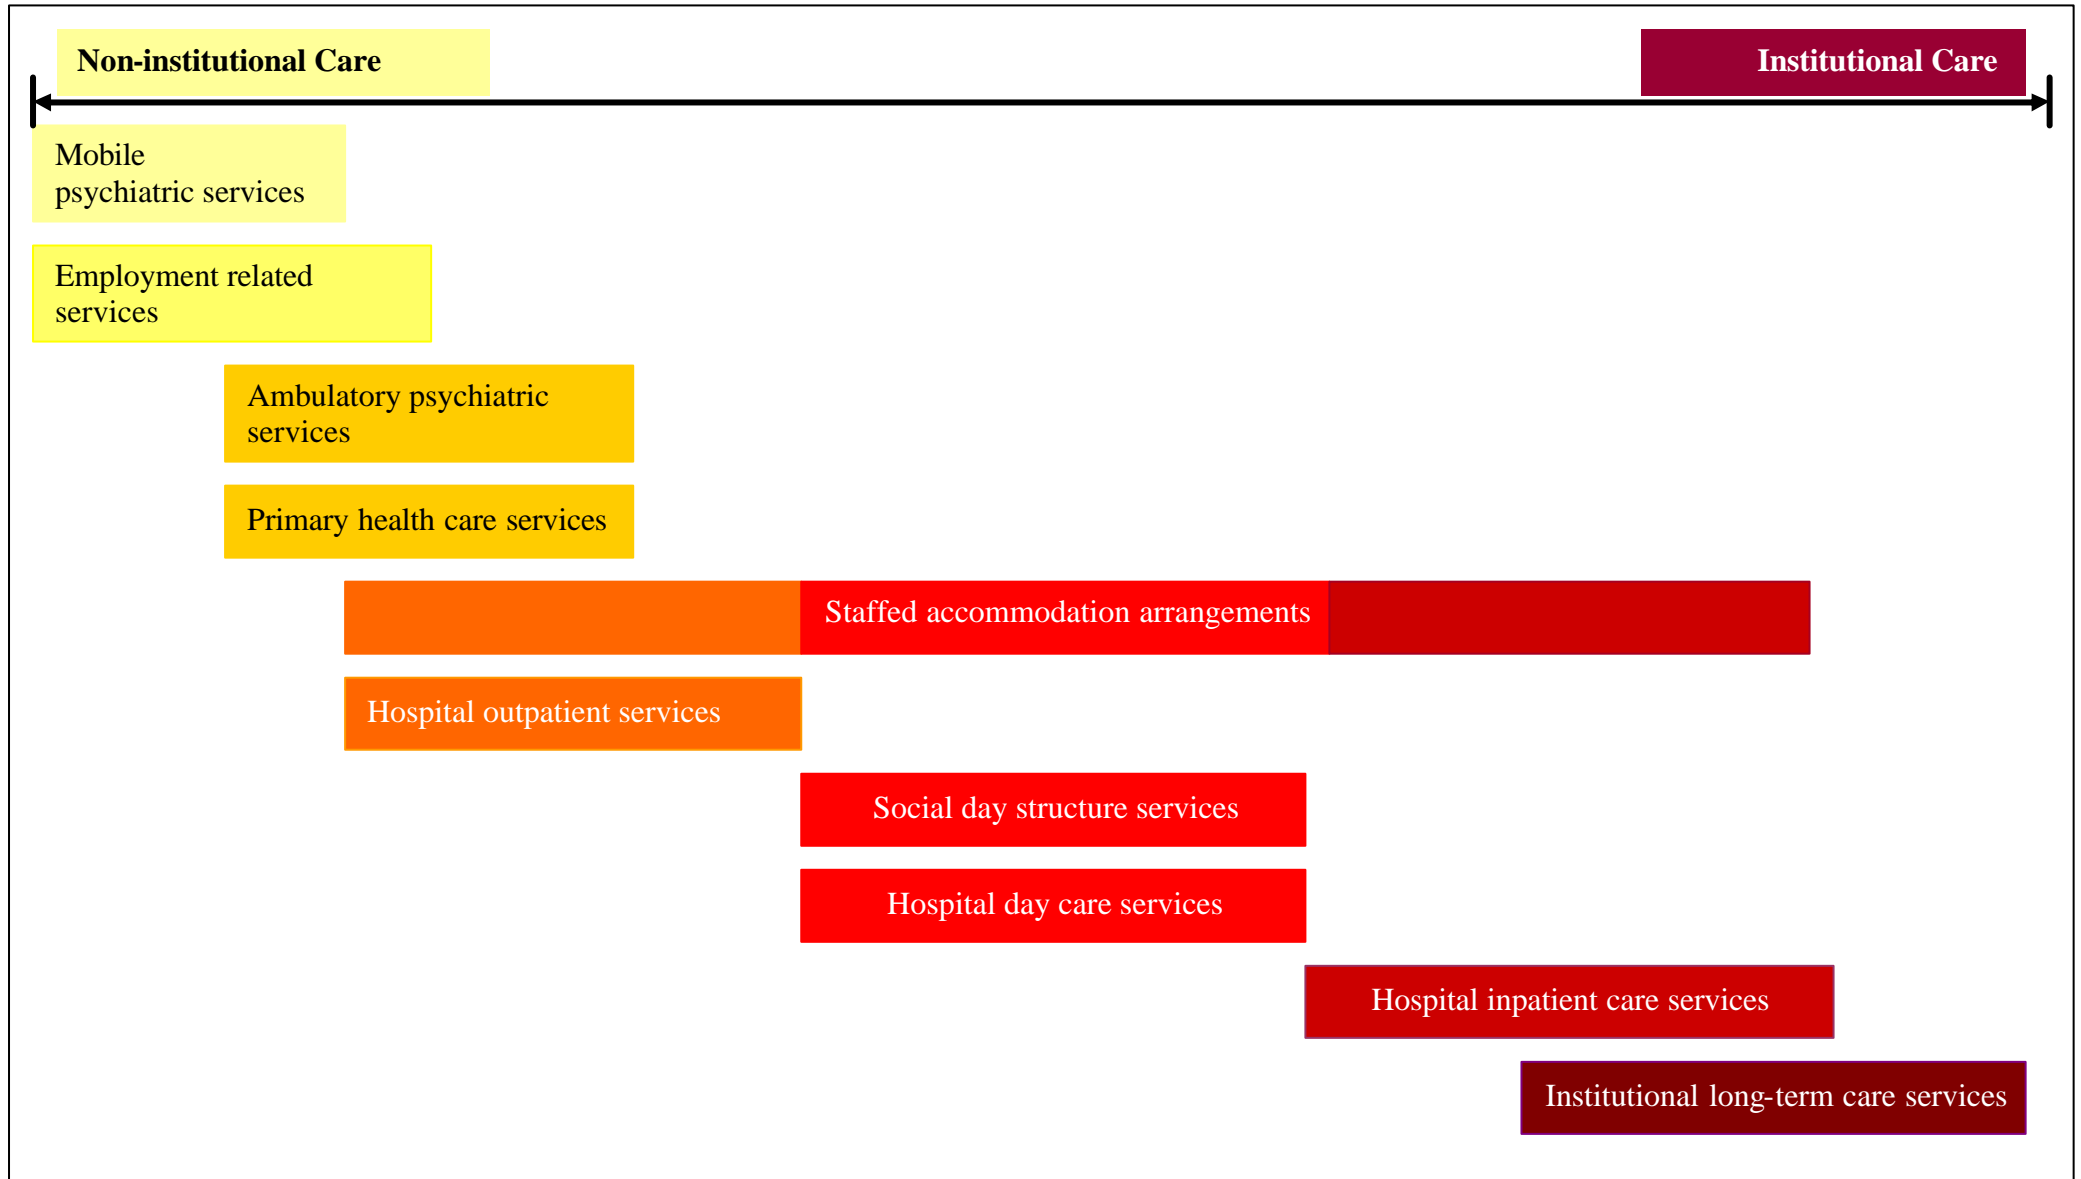 Non-institutional Care
Institutional Care
Mobile
psychiatric services
Employment related
services
Ambulatory psychiatric
services
Primary health care services
Staffed accommodation arrangements
Hospital outpatient services
Social day structure services
Hospital day care services
Hospital inpatient care services
Institutional long-term care services